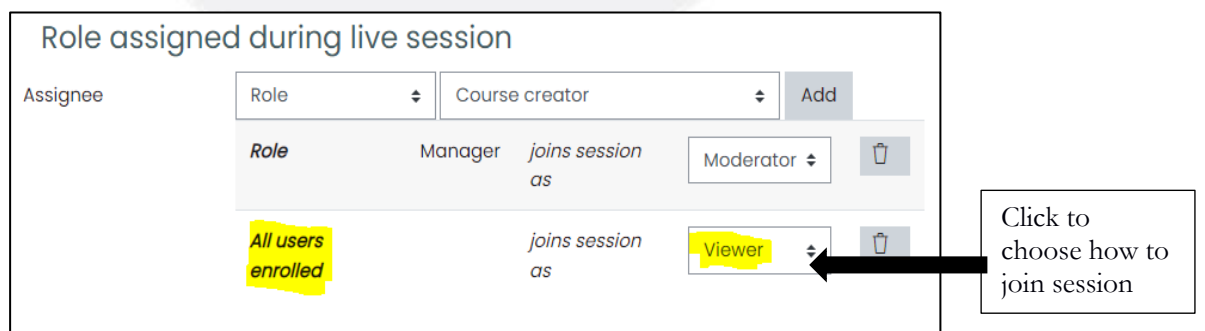 Role assigned during live session
Assignee Role Course creator Add
Role Manager joins session as Moderator
All users enrolled joins session as Viewer
Click to
choose how to
join session